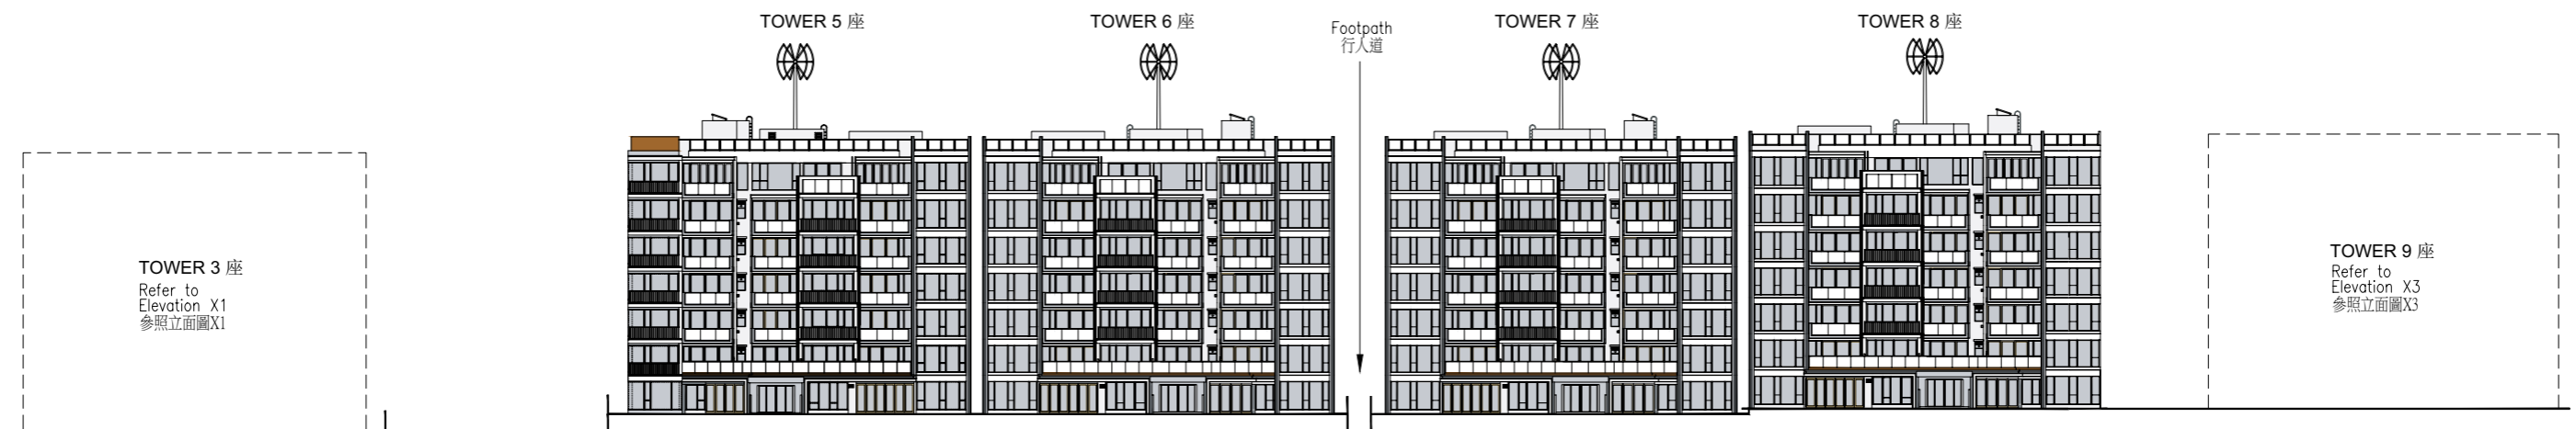 TOWER 5 座
TOWER 6 座
Footpath
行人道
TOWER 7 座
TOWER 8 座
TOWER 3 座
Refer to
Elevation X1
參照立面圖X1
TOWER 9 座
Refer to
Elevation X3
參照立面圖X3